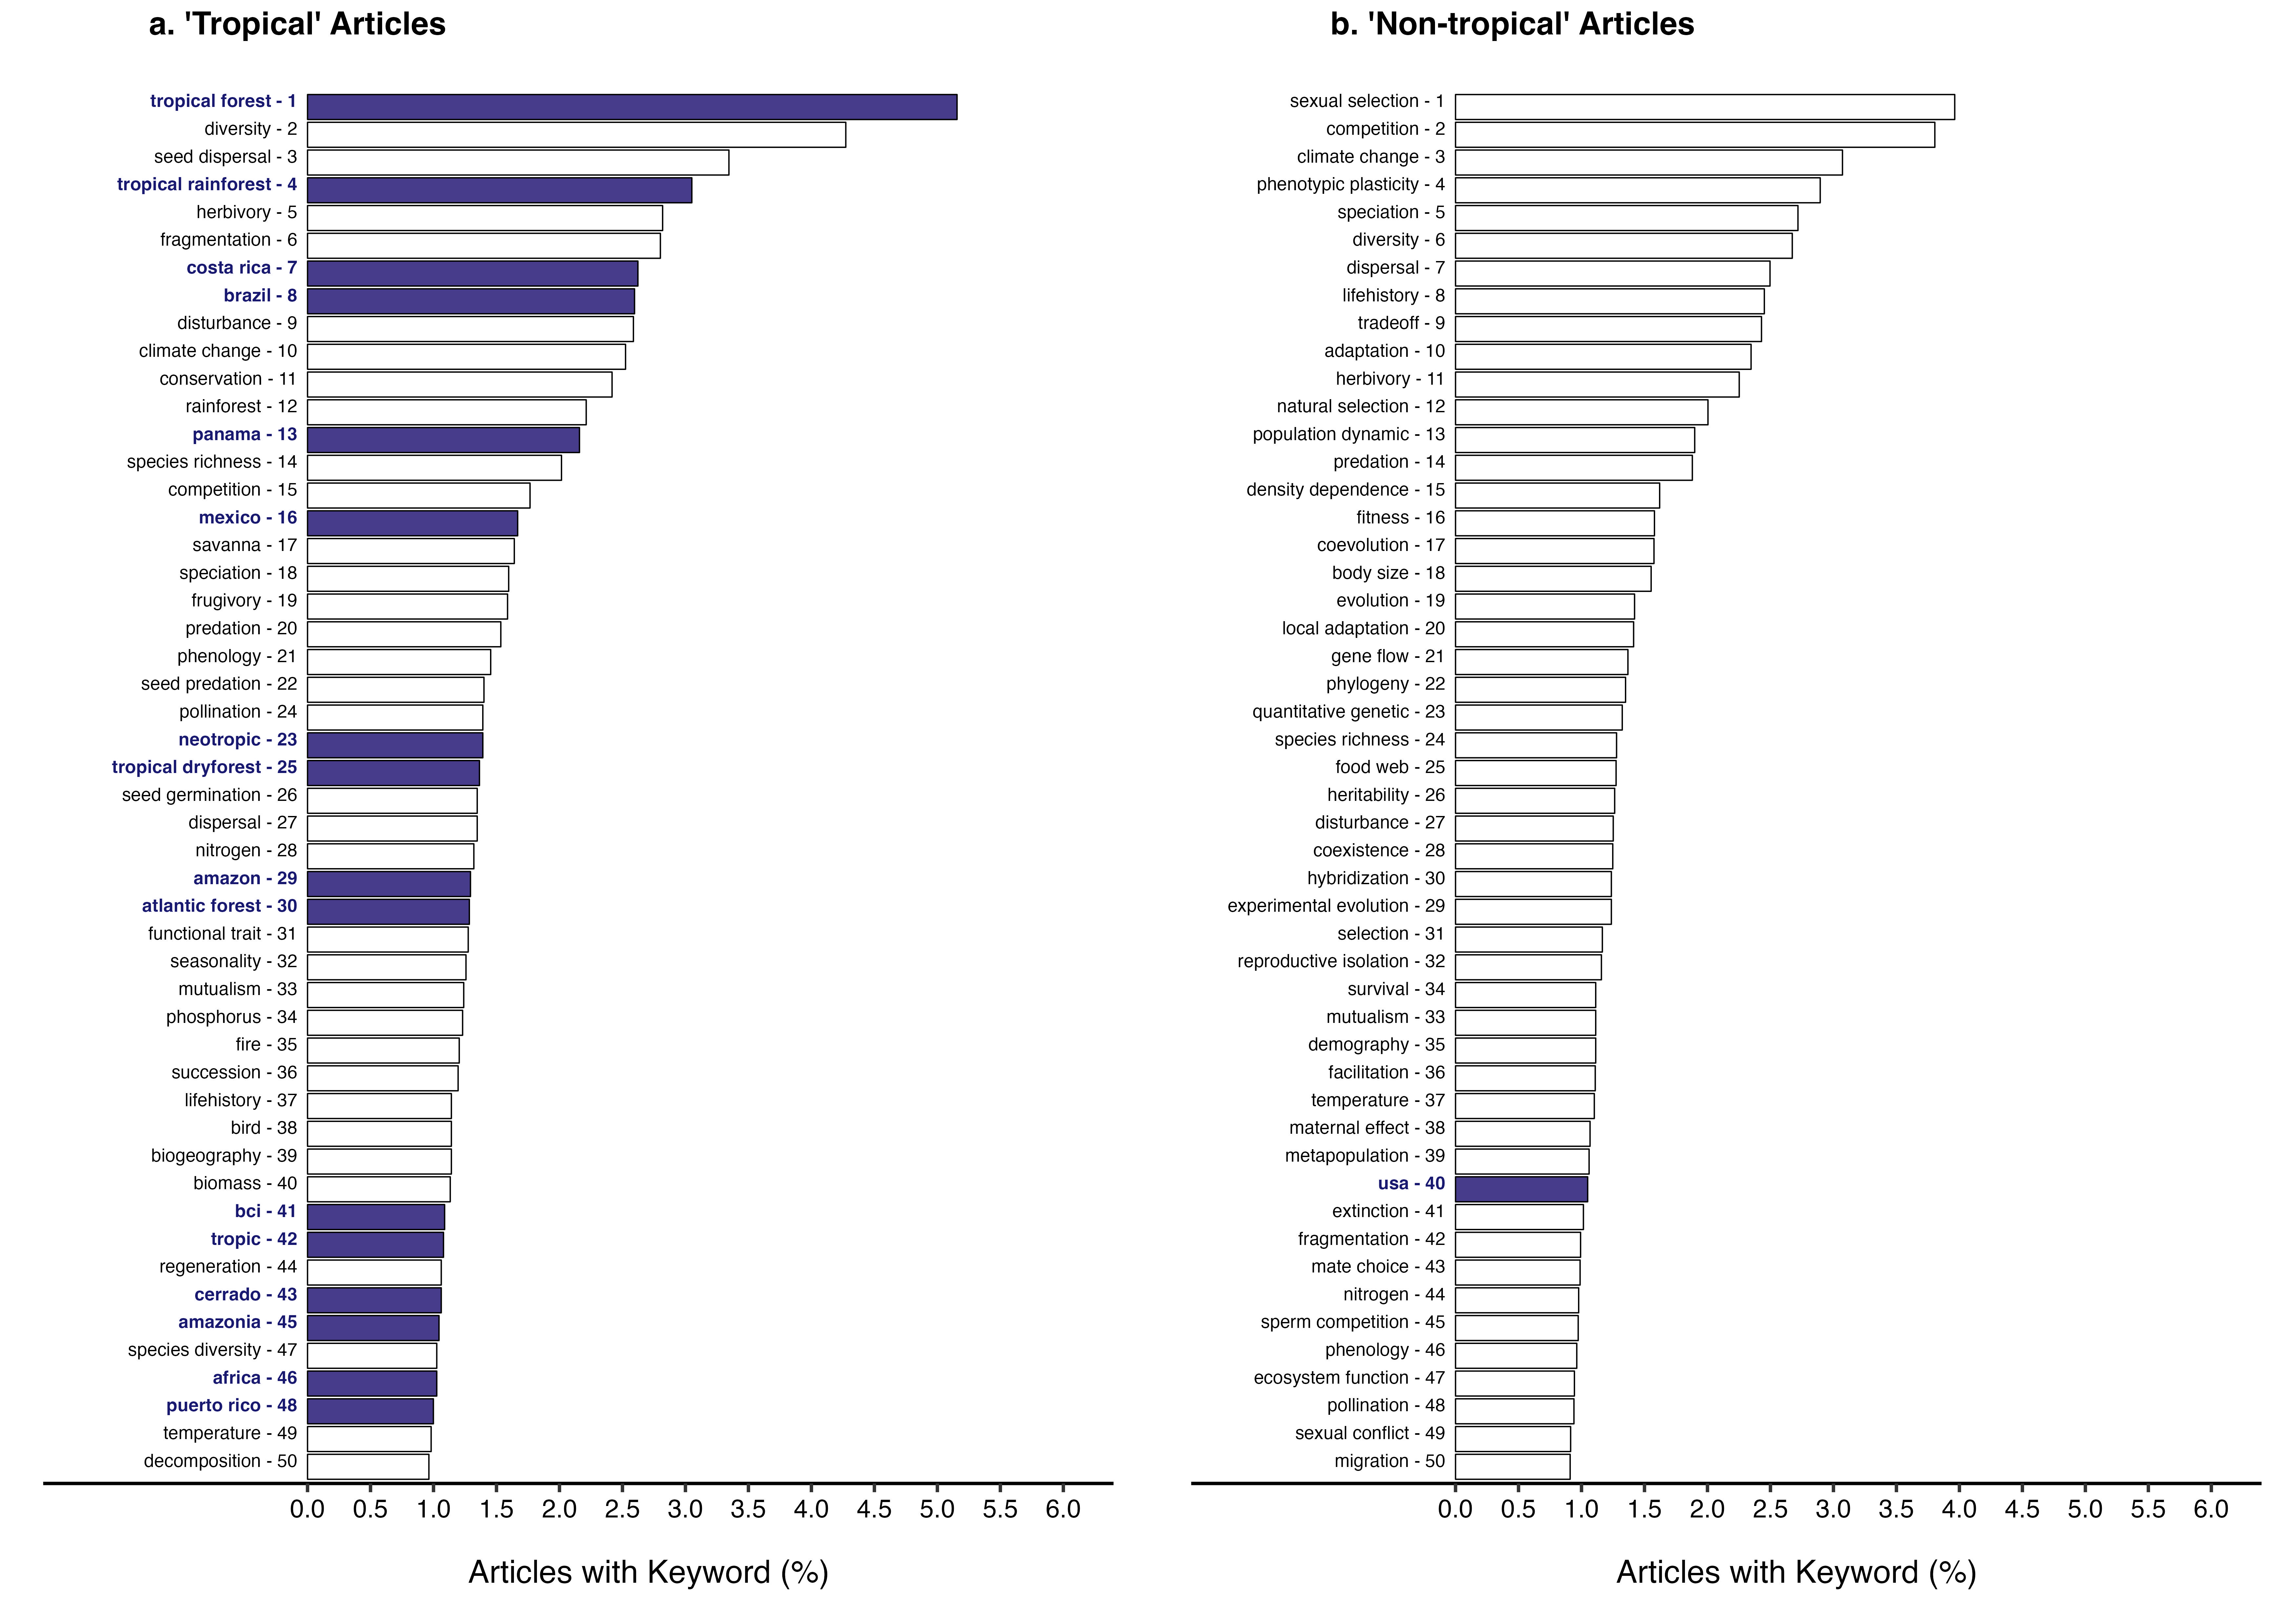 a. 'Tropical' Articles
tropical forest - 1
diversity - 2
seed dispersal - 3
tropical rainforest - 4
herbivory - 5
fragmentation - 6
costa rica - 7
brazil - 8
disturbance - 9
climate change - 10
conservation - 11
rainforest - 12
panama - 13
species richness - 14
competition - 15
mexico - 16
savanna - 17
speciation - 18
frugivory - 19
predation - 20
phenology - 21
seed predation - 22
pollination - 24
neotropic - 23
tropical dryforest - 25
seed germination - 26
dispersal - 27
nitrogen - 28
amazon - 29
atlantic forest - 30
functional trait - 31
seasonality - 32
mutualism - 33
phosphorus - 34
fire - 35
succession - 36
lifehistory - 37
bird - 38
biogeography - 39
biomass - 40
bci - 41
tropic - 42
regeneration - 44
cerrado - 43
amazonia - 45
species diversity - 47
africa - 46
puerto rico - 48
temperature - 49
decomposition - 50
0.0 0.5 1.0 1.5 2.0 2.5 3.0 3.5 4.0 4.5 5.0 5.5 6.0
Articles with Keyword (%)
b. 'Non-tropical' Articles
sexual selection - 1
competition - 2
climate change - 3
phenotypic plasticity - 4
speciation - 5
diversity - 6
dispersal - 7
lifehistory - 8
tradeoff - 9
adaptation - 10
herbivory - 11
natural selection - 12
population dynamic - 13
predation - 14
density dependence - 15
fitness - 16
coevolution - 17
body size - 18
evolution - 19
local adaptation - 20
gene flow - 21
phylogeny - 22
quantitative genetic - 23
species richness - 24
food web - 25
heritability - 26
disturbance - 27
coexistence - 28
hybridization - 30
experimental evolution - 29
selection - 31
reproductive isolation - 32
survival - 34
mutualism - 33
demography - 35
facilitation - 36
temperature - 37
maternal effect - 38
metapopulation - 39
usa - 40
extinction - 41
fragmentation - 42
mate choice - 43
nitrogen - 44
sperm competition - 45
phenology - 46
ecosystem function - 47
pollination - 48
sexual conflict - 49
migration - 50
0.0 0.5 1.0 1.5 2.0 2.5 3.0 3.5 4.0 4.5 5.0 5.5 6.0
Articles with Keyword (%)